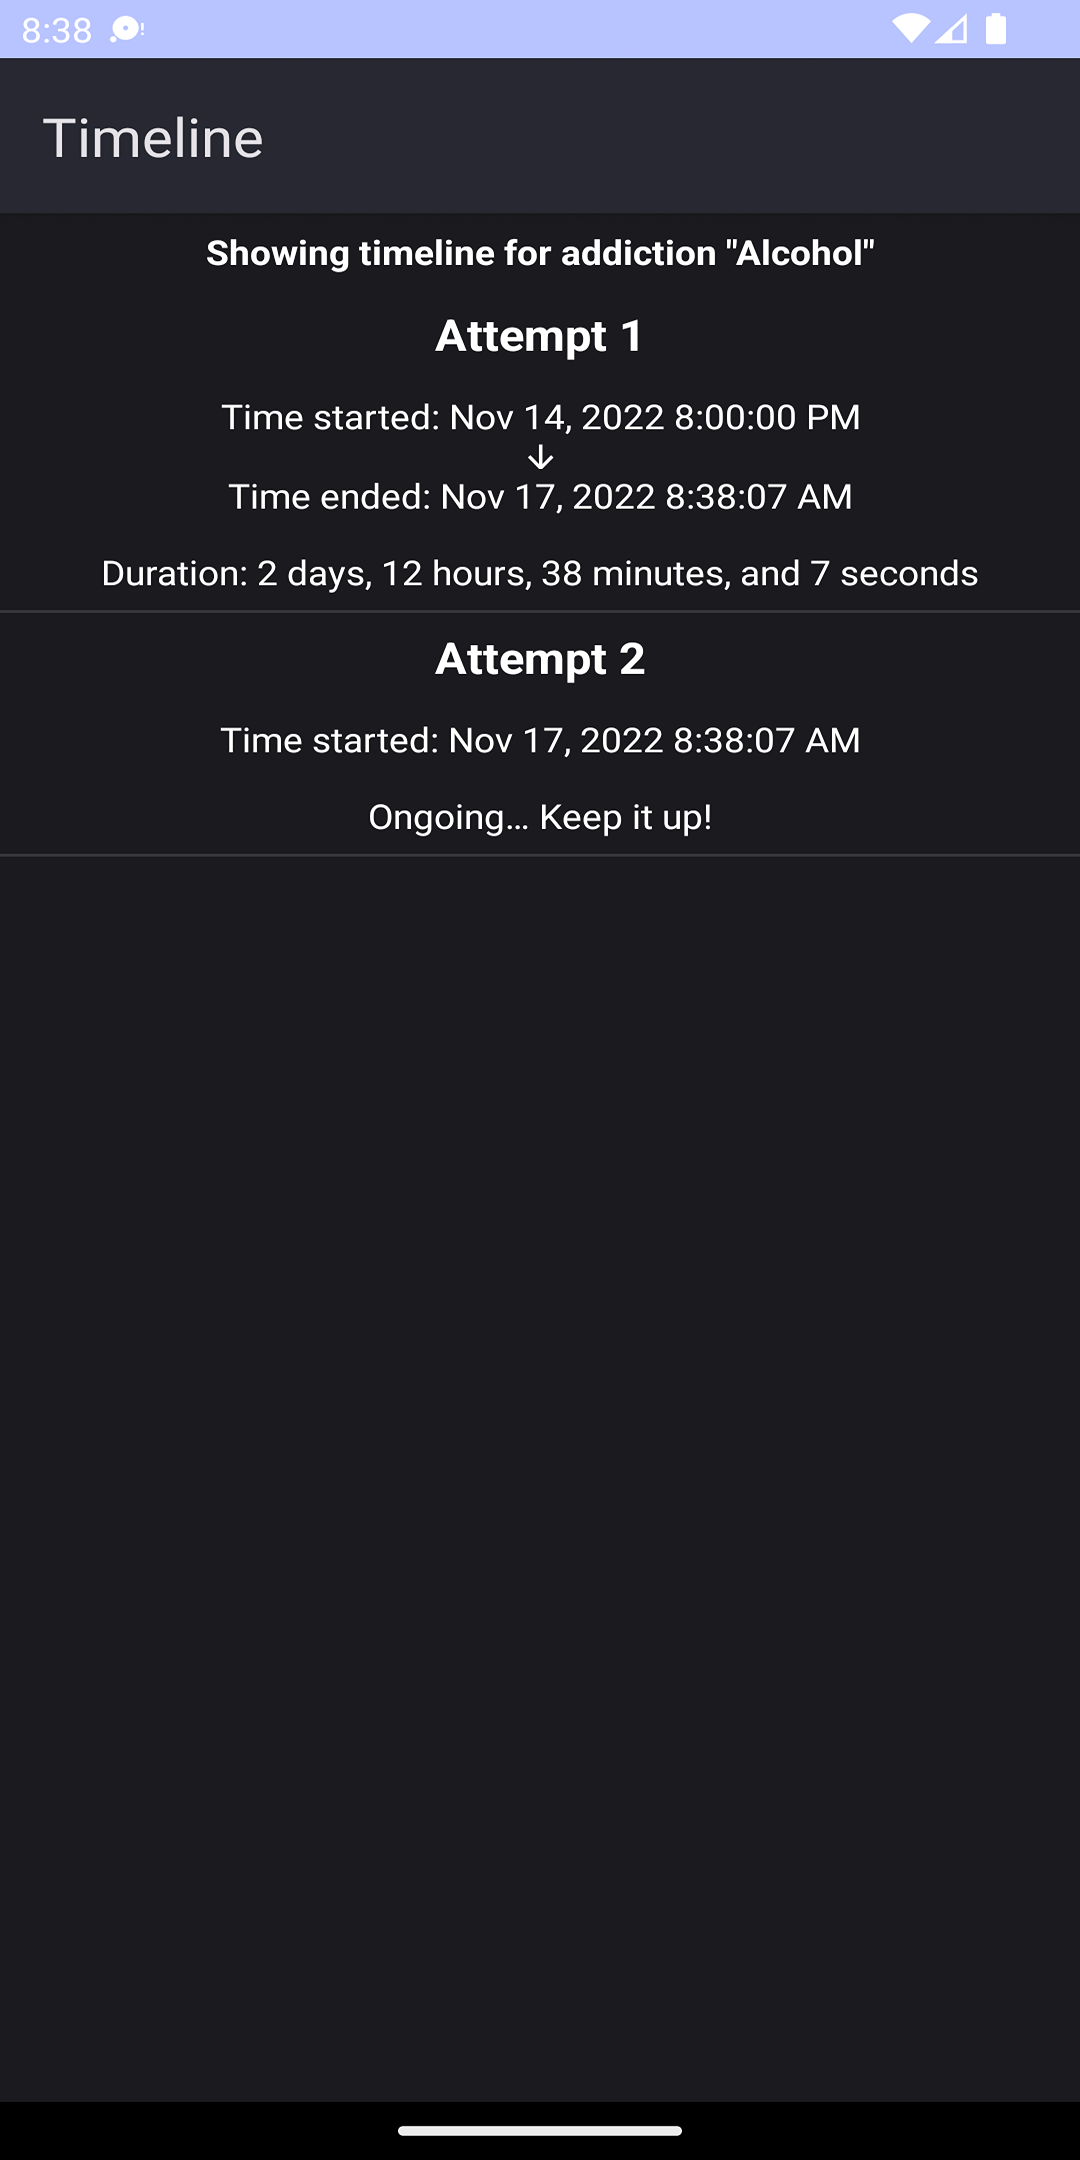 8:38
Timeline
Showing timeline for addiction "Alcohol"
Attempt 1
Time started: Nov 14, 2022 8:00:00 PM
↓
Time ended: Nov 17, 2022 8:38:07 AM
Duration: 2 days, 12 hours, 38 minutes, and 7 seconds
Attempt 2
Time started: Nov 17, 2022 8:38:07 AM
Ongoing… Keep it up!